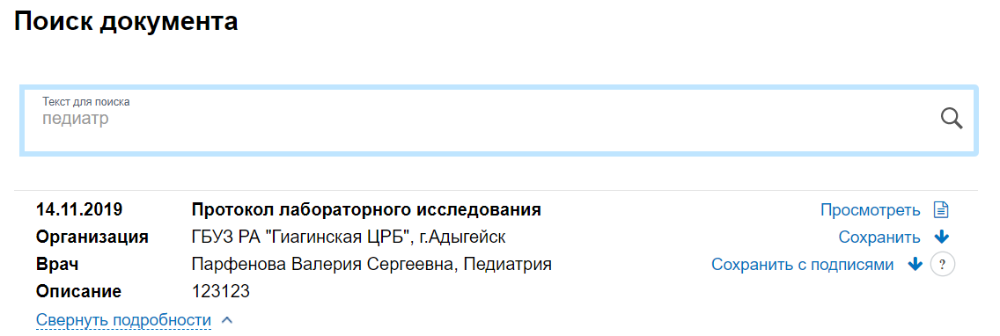 Поиск документа
Текст для поиска
педиатр
14.11.2019 Протокол лабораторного исследования Просмотреть
Организация ГБУЗ РА "Гиагинская ЦРБ", г.Адыгейск Сохранить
Врач Парфенова Валерия Сергеевна, Педиатрия Сохранить с подписями ?
Описание 123123
Свернуть подробности